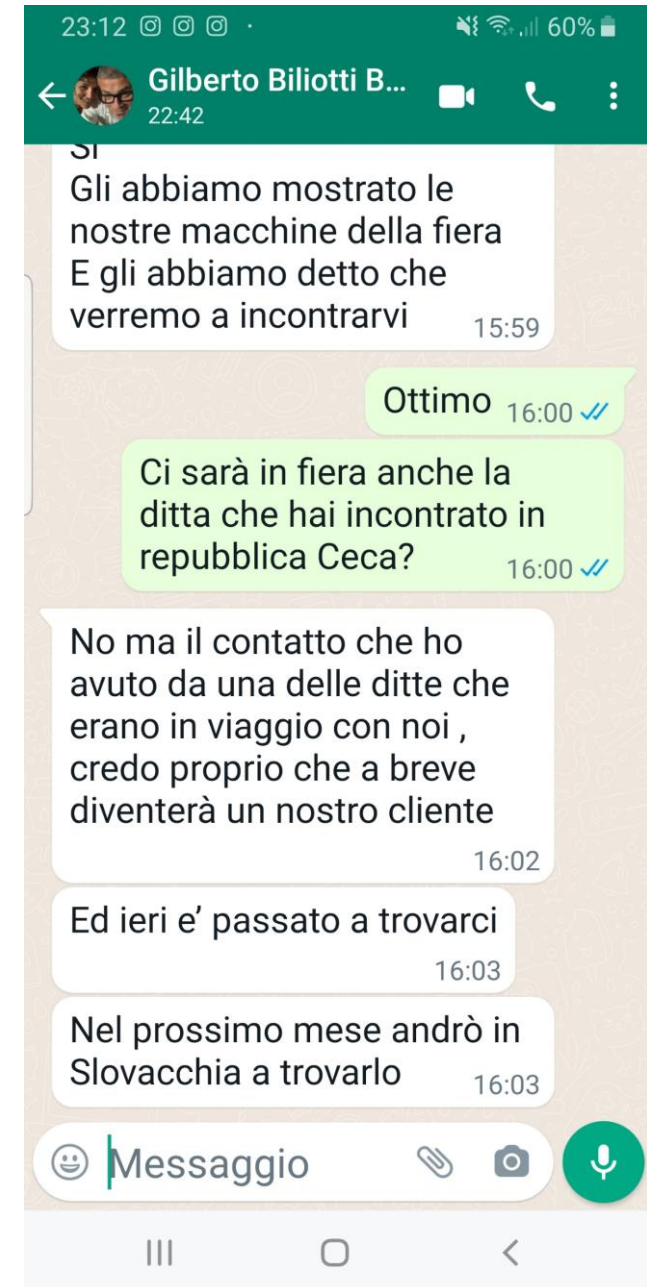 23:12
60%
Gilberto Biliotti B...
22:42
Si
Gli abbiamo mostrato le
nostre macchine della fiera
E gli abbiamo detto che
verremo a incontrarvi 15:59
Ottimo 16:00
Ci sarà in fiera anche la
ditta che hai incontrato in
repubblica Ceca? 16:00
No ma il contatto che ho
avuto da una delle ditte che
erano in viaggio con noi ,
credo proprio che a breve
diventerà un nostro cliente
16:02
Ed ieri e’ passato a trovarci
16:03
Nel prossimo mese andrò in
Slovacchia a trovarlo 16:03
Messaggio